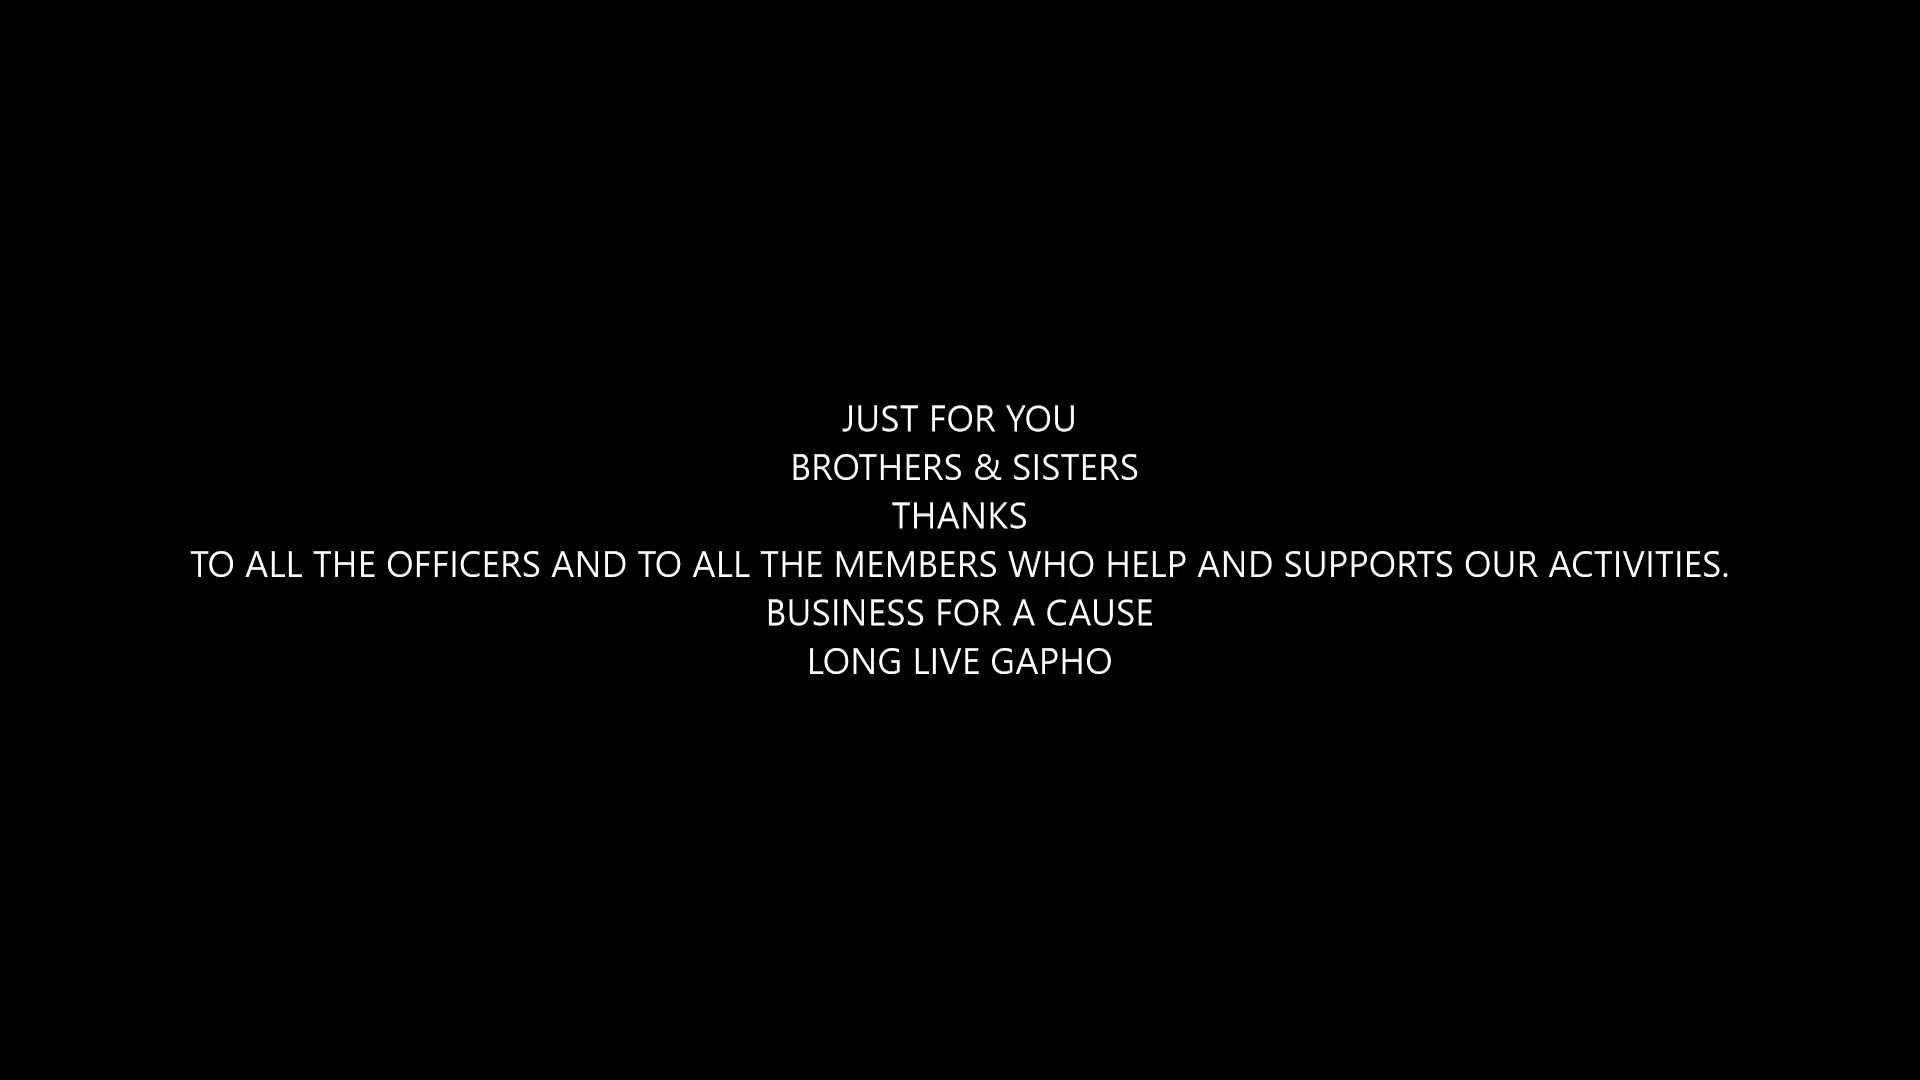 JUST FOR YOU
BROTHERS & SISTERS
THANKS
TO ALL THE OFFICERS AND TO ALL THE MEMBERS WHO HELP AND SUPPORTS OUR ACTIVITIES.
BUSINESS FOR A CAUSE
LONG LIVE GAPHO